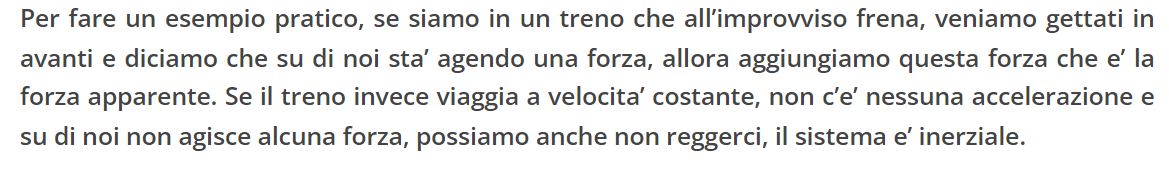 Per fare un esempio pratico, se siamo in un treno che all’improvviso frena, veniamo gettati in
avanti e diciamo che su di noi sta’ agendo una forza, allora aggiungiamo questa forza che e’ la
forza apparente. Se il treno invece viaggia a velocita’ costante, non c’e’ nessuna accelerazione e
su di noi non agisce alcuna forza, possiamo anche non reggerci, il sistema e’ inerziale.